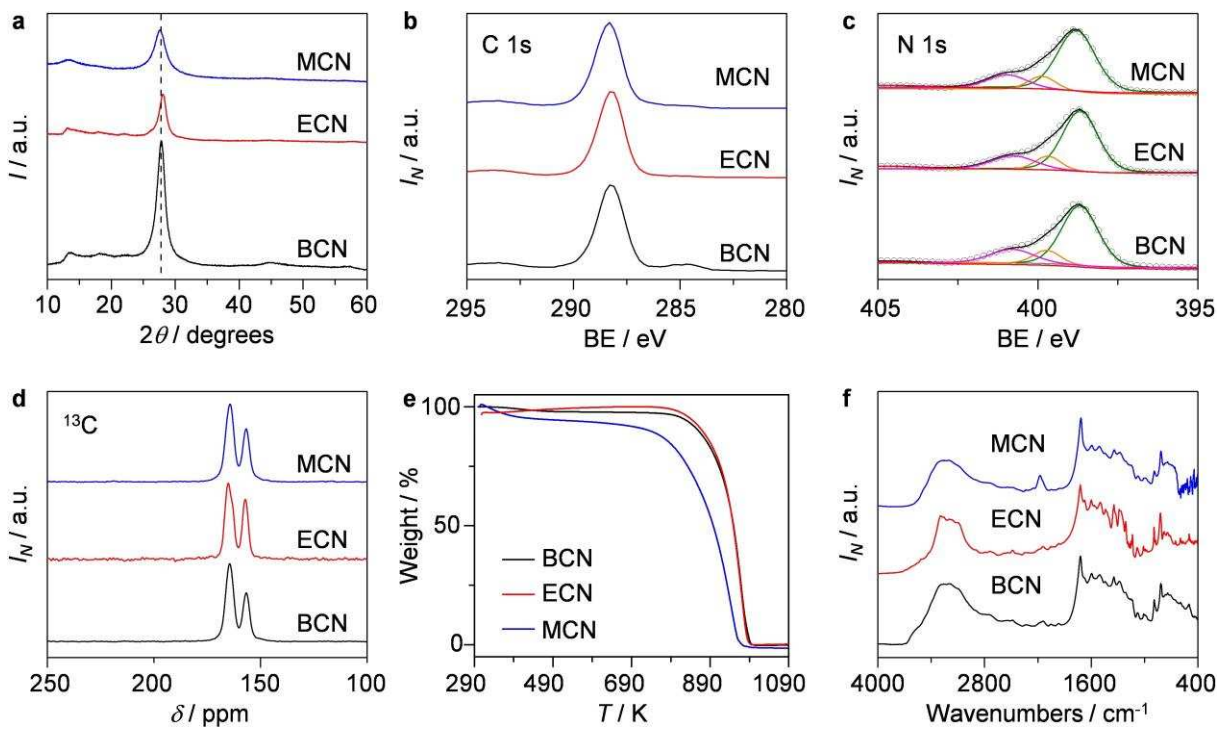 a
I / a.u.
MCN
ECN
BCN
10 20 30 40 50 60
2θ / degrees
b
C 1s
I_N / a.u.
MCN
ECN
BCN
295 290 285 280
BE / eV
c
N 1s
I_N / a.u.
MCN
ECN
BCN
405 400 395
BE / eV
d
¹³C
I_N / a.u.
MCN
ECN
BCN
250 200 150 100
δ / ppm
e
Weight / %
100
50
0
BCN
ECN
MCN
290 490 690 890 1090
T / K
f
I_N / a.u.
MCN
ECN
BCN
4000 2800 1600 400
Wavenumbers / cm⁻¹